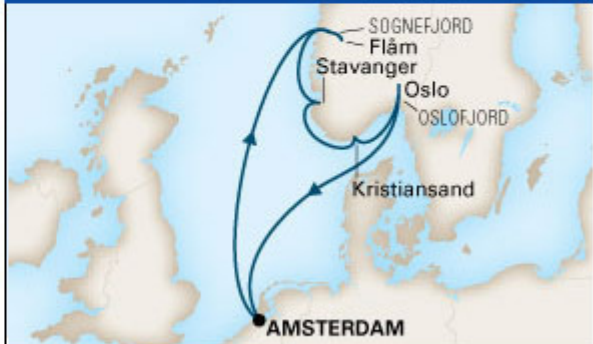 SOGNEFJORD
Flåm
Stavanger
Oslo
OSLOFJORD
Kristiansand
AMSTERDAM